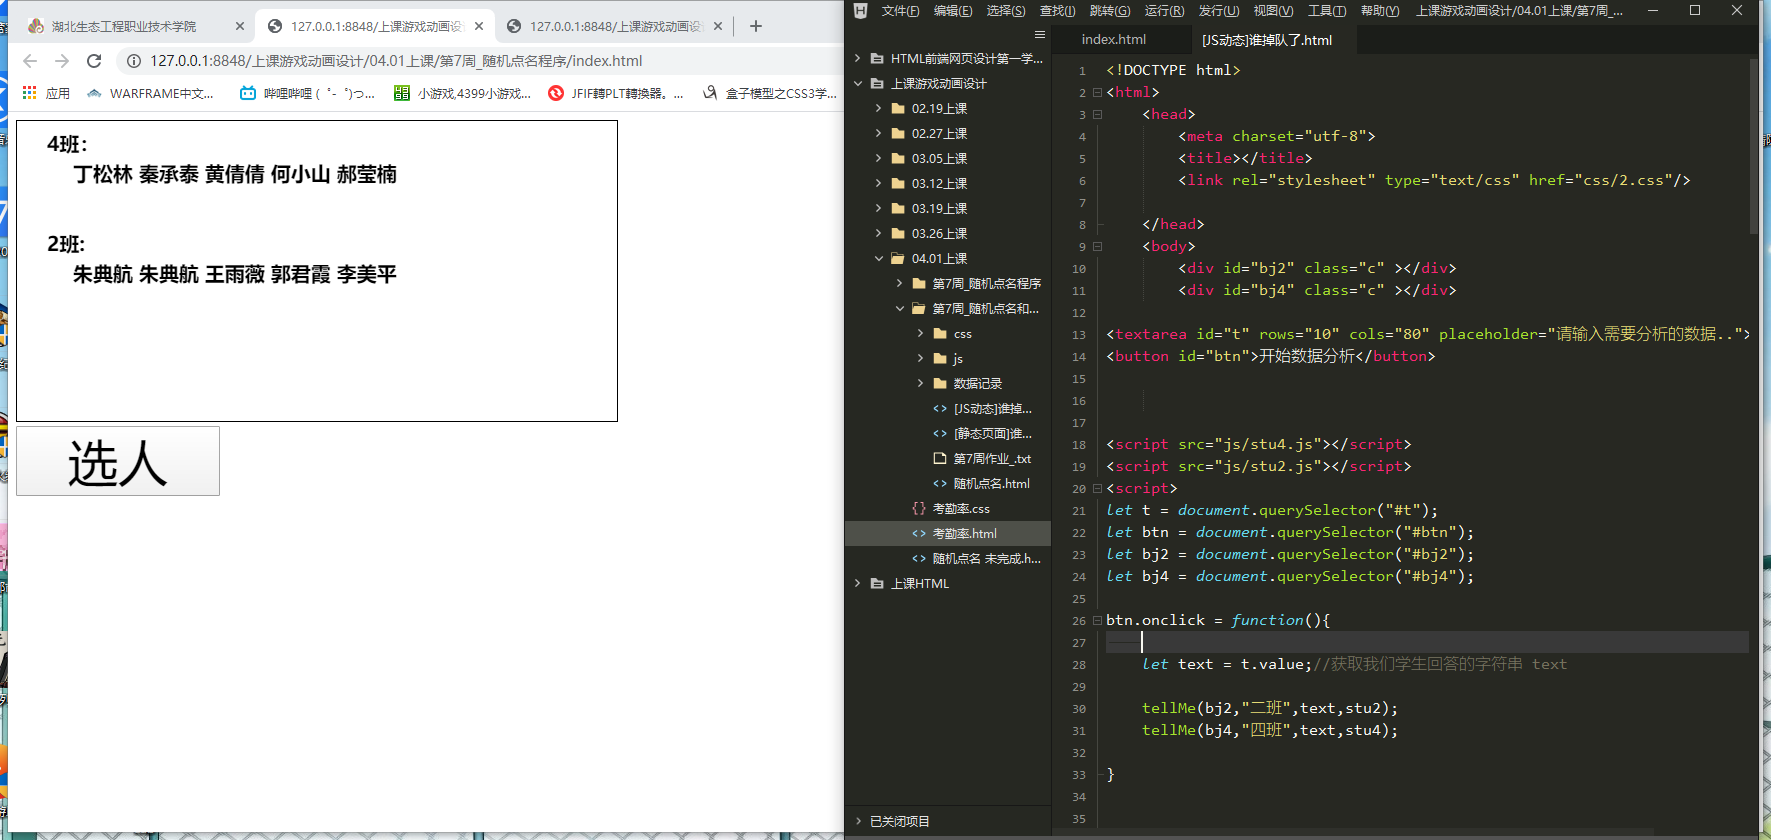 湖北生态工程职业技术学院
127.0.0.1:8848/上课游戏动画设
127.0.0.1:8848/上课游戏动画设
127.0.0.1:8848/上课游戏动画设计/04.01上课/第7周_随机点名程序/index.html
应用
WARFRAME中文...
哔哩哔哩 ( ゜- ゜)つ...
小游戏,4399小游戏...
JFIF轉PLT轉換器。...
盒子模型之CSS3学...
4班:
丁松林 秦承泰 黄倩倩 何小山 郝莹楠
2班:
朱典航 朱典航 王雨薇 郭君霞 李美平
选人
文件(F) 编辑(E) 选择(S) 查找(I) 跳转(G) 运行(R) 发行(U) 视图(V) 工具(T) 帮助(Y) 上课游戏动画设计/04.01上课/第7周_...
HTML前端网页设计第一学...
上课游戏动画设计
02.19上课
02.27上课
03.05上课
03.12上课
03.19上课
03.26上课
04.01上课
第7周_随机点名程序
第7周_随机点名和...
css
js
数据记录
[JS动态]谁掉...
[静态页面]谁...
第7周作业_.txt
随机点名.html
考勤率.css
考勤率.html
随机点名 未完成.h...
上课HTML
已关闭项目
index.html
[JS动态]谁掉队了.html
1 <!DOCTYPE html>
2 <html>
3 <head>
4 <meta charset="utf-8">
5 <title></title>
6 <link rel="stylesheet" type="text/css" href="css/2.css"/>
7
8 </head>
9 <body>
10 <div id="bj2" class="c" ></div>
11 <div id="bj4" class="c" ></div>
12
13 <textarea id="t" rows="10" cols="80" placeholder="请输入需要分析的数据..">
14 <button id="btn">开始数据分析</button>
15
16
17
18 <script src="js/stu4.js"></script>
19 <script src="js/stu2.js"></script>
20 <script>
21 let t = document.querySelector("#t");
22 let btn = document.querySelector("#btn");
23 let bj2 = document.querySelector("#bj2");
24 let bj4 = document.querySelector("#bj4");
25
26 btn.onclick = function(){
27
28 let text = t.value;//获取我们学生回答的字符串 text
29
30 tellMe(bj2,"二班",text,stu2);
31 tellMe(bj4,"四班",text,stu4);
32
33 }
34
35